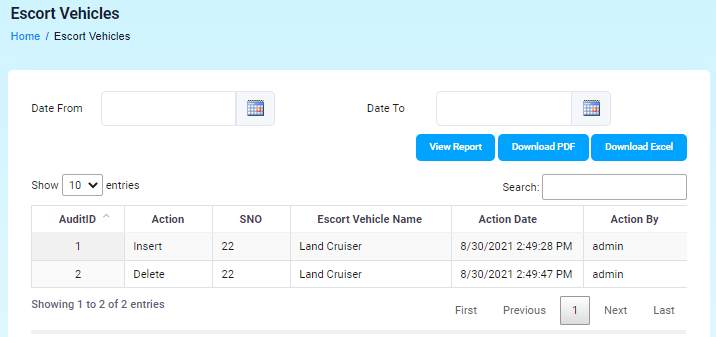 Escort Vehicles
Home / Escort Vehicles
Date From Date To
View Report Download PDF Download Excel
Show 10 entries Search:
AuditID Action SNO Escort Vehicle Name Action Date Action By
1 Insert 22 Land Cruiser 8/30/2021 2:49:28 PM admin
2 Delete 22 Land Cruiser 8/30/2021 2:49:47 PM admin
Showing 1 to 2 of 2 entries First Previous 1 Next Last